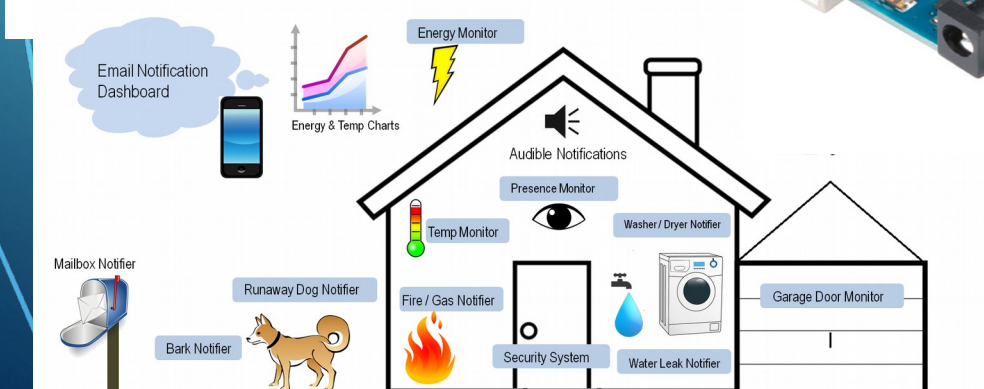 Energy Monitor
Email Notification
Dashboard
Energy & Temp Charts
Audible Notifications
Presence Monitor
Washer / Dryer Notifier
Temp Monitor
Mailbox Notifier
Runaway Dog Notifier
Fire / Gas Notifier
Garage Door Monitor
Bark Notifier
Security System
Water Leak Notifier